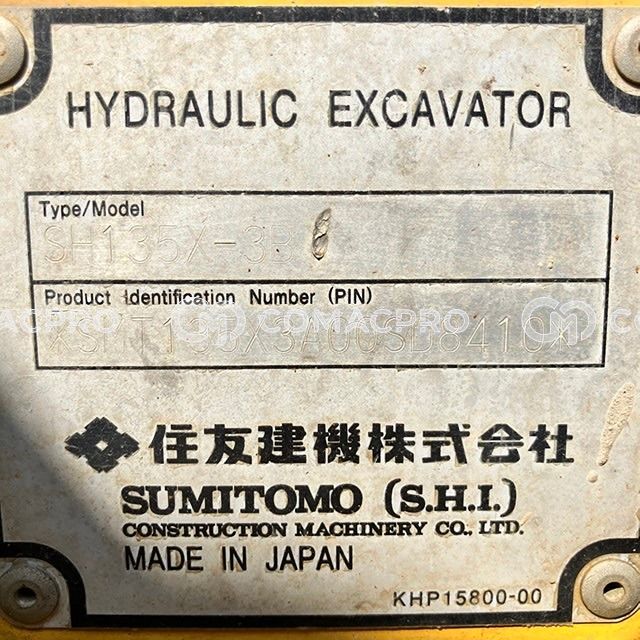 HYDRAULIC EXCAVATOR
Type/Model
SH135X-3B
Product Identification Number (PIN)
COMACPRO
住友建機株式会社
SUMITOMO (S.H.I.)
CONSTRUCTION MACHINERY CO., LTD.
MADE IN JAPAN
KHP15800-00